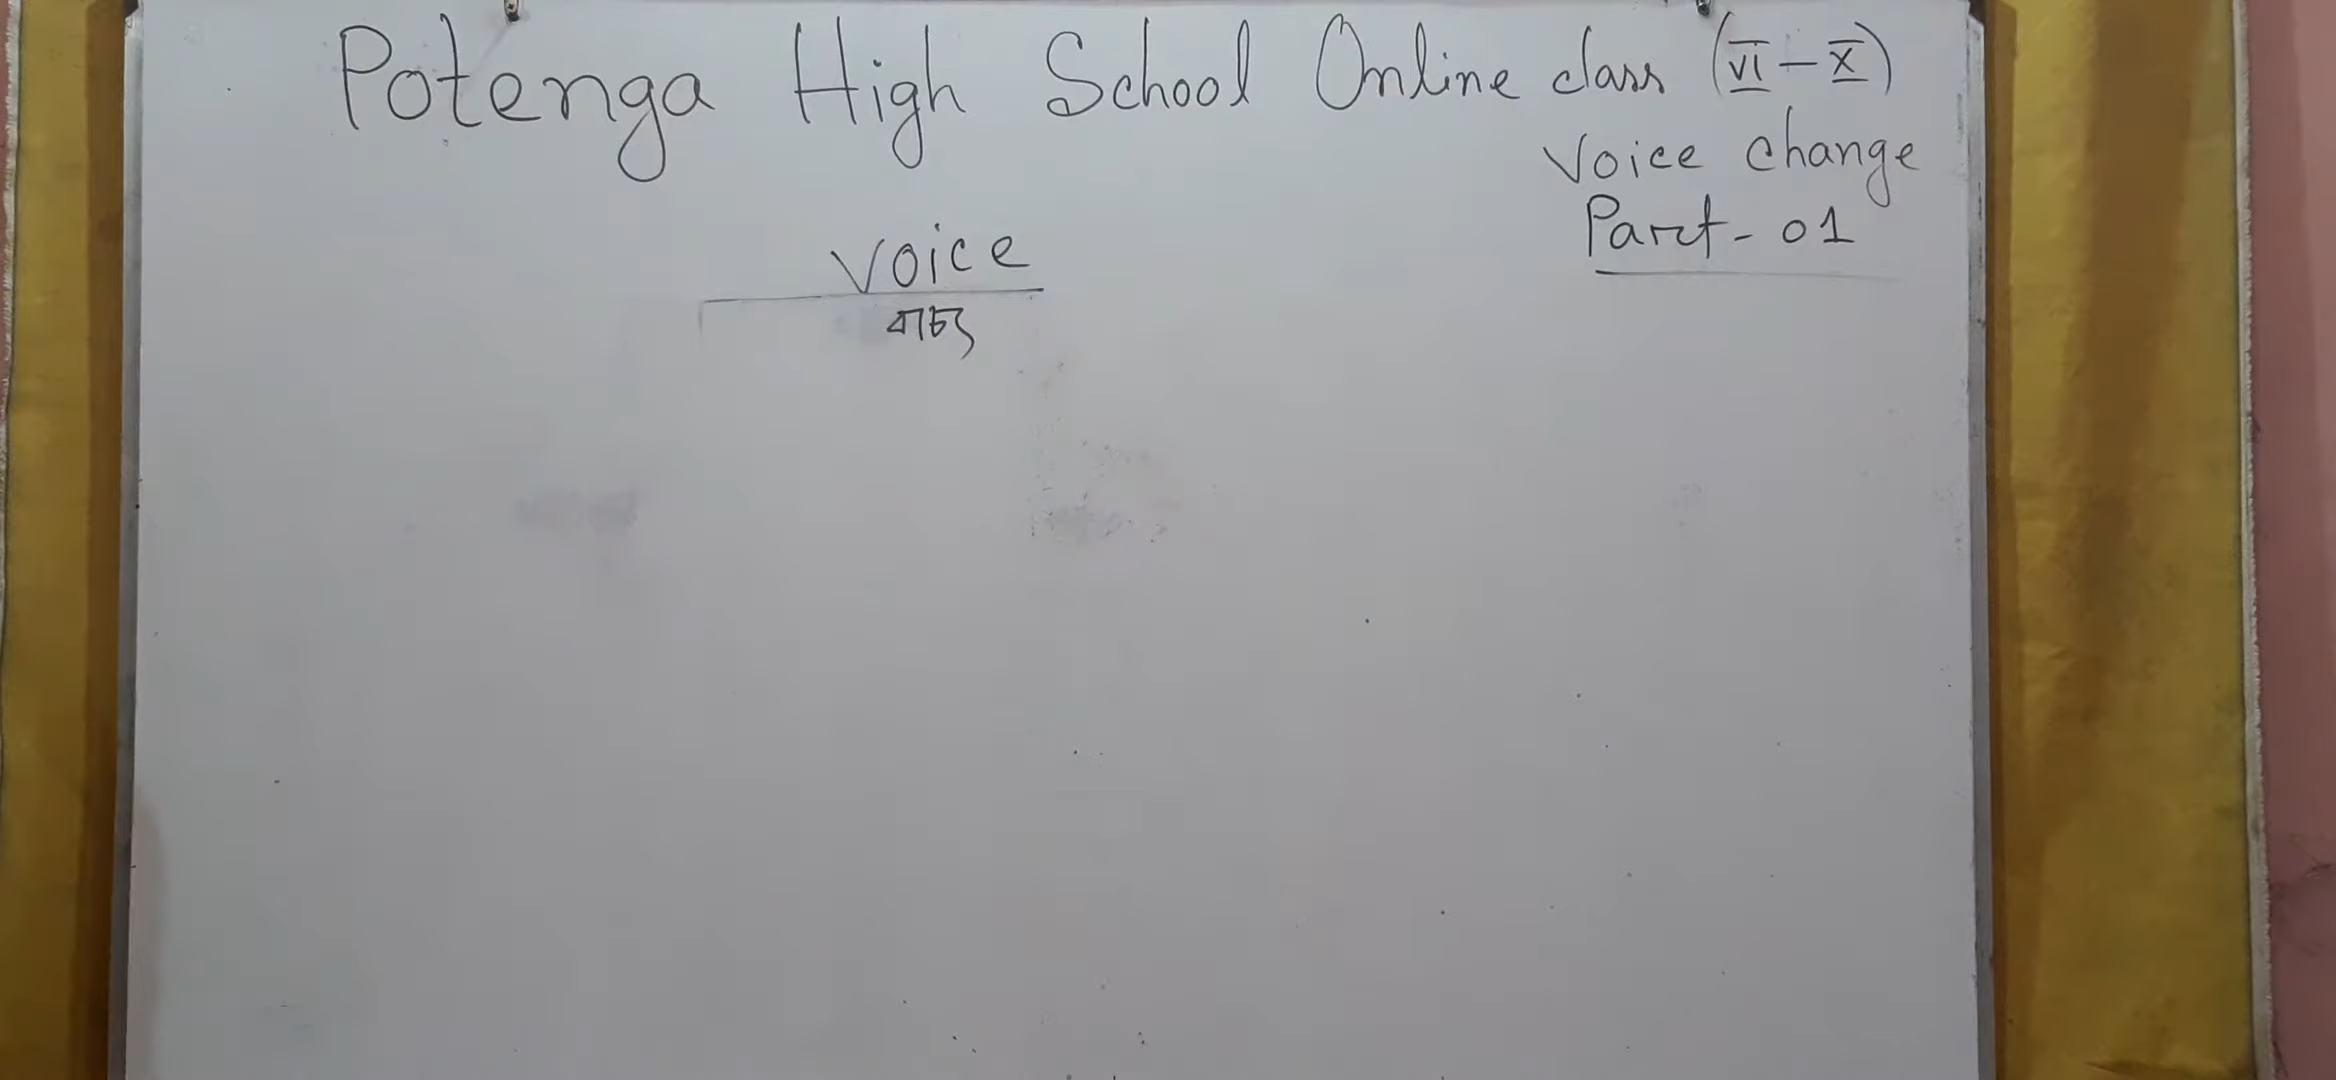 Potenga High School Online class (VI - X)
Voice change
Part - 01
Voice
বাচ্য